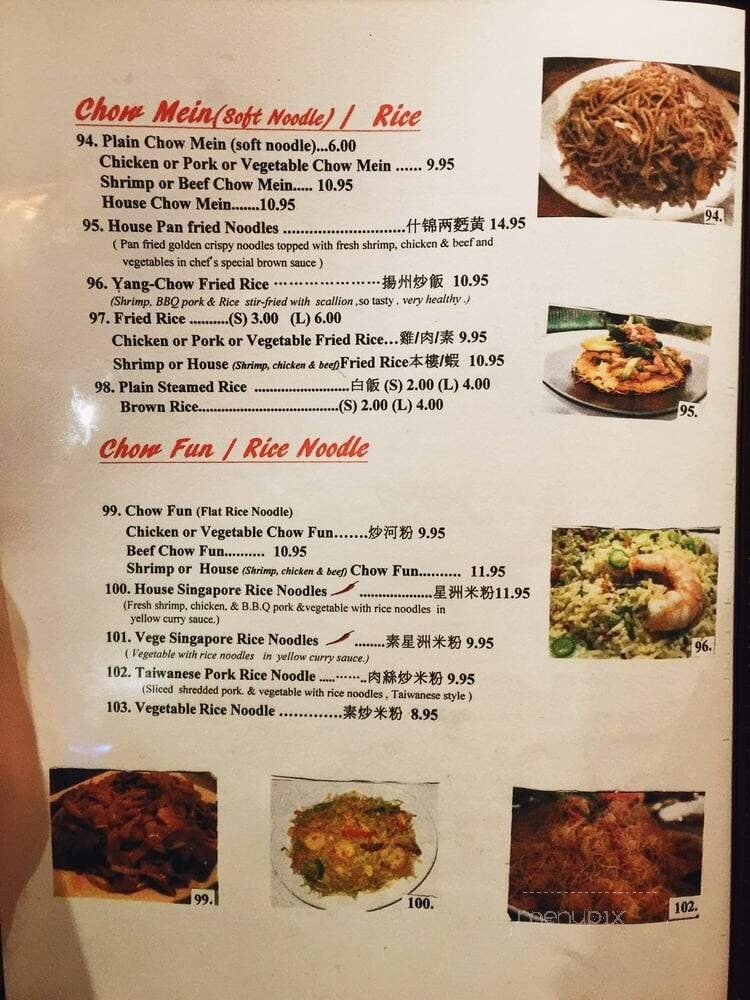 Chow Mein(Soft Noodle) / Rice
94. Plain Chow Mein (soft noodle)...6.00
Chicken or Pork or Vegetable Chow Mein ...... 9.95
Shrimp or Beef Chow Mein..... 10.95
House Chow Mein.......10.95
95. House Pan fried Noodles ............................什锦两麪黄 14.95
( Pan fried golden crispy noodles topped with fresh shrimp, chicken & beef and
vegetables in chef's special brown sauce )
96. Yang-Chow Fried Rice ........................揚州炒飯 10.95
(Shrimp, BBQ pork & Rice stir-fried with scallion ,so tasty , very healthy .)
97. Fried Rice ..........(S) 3.00 (L) 6.00
Chicken or Pork or Vegetable Fried Rice...雞/肉/素 9.95
Shrimp or House (Shrimp, chicken & beef)Fried Rice本樓/蝦 10.95
98. Plain Steamed Rice ......................白飯 (S) 2.00 (L) 4.00
Brown Rice.....................................(S) 2.00 (L) 4.00
Chow Fun / Rice Noodle
99. Chow Fun (Flat Rice Noodle)
Chicken or Vegetable Chow Fun.......炒河粉 9.95
Beef Chow Fun.......... 10.95
Shrimp or House (Shrimp, chicken & beef) Chow Fun.......... 11.95
100. House Singapore Rice Noodles ...................星洲米粉11.95
(Fresh shrimp, chicken, & B.B.Q pork &vegetable with rice noodles in
yellow curry sauce.)
101. Vege Singapore Rice Noodles ........素星洲米粉 9.95
( Vegetable with rice noodles in yellow curry sauce.)
102. Taiwanese Pork Rice Noodle .............肉絲炒米粉 9.95
(Sliced shredded pork. & vegetable with rice noodles , Taiwanese style )
103. Vegetable Rice Noodle .............素炒米粉 8.95
94.
95.
96.
99.
100.
102.
menupix